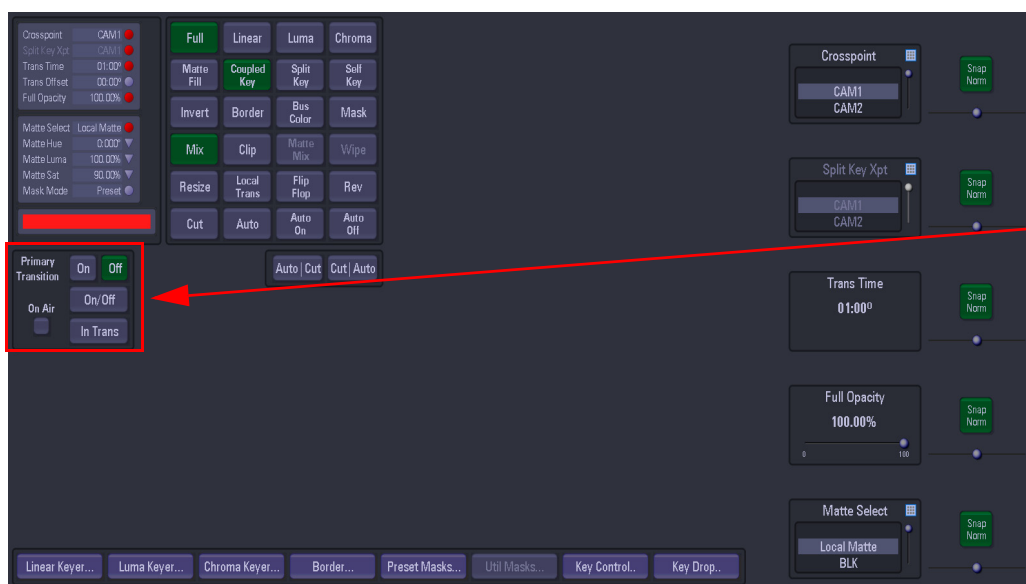 Crosspoint CAM1
Split Key Xpt CAM1
Trans Time 01:00⁰
Trans Offset 00:00⁰
Full Opacity 100.00%
Matte Select Local Matte
Matte Hue 0.000°
Matte Luma 100.00%
Matte Sat 90.00%
Mask Mode Preset
Full Linear Luma Chroma
Matte Fill Coupled Key Split Key Self Key
Invert Border Bus Color Mask
Mix Clip Matte Mix Wipe
Resize Local Trans Flip Flop Rev
Cut Auto Auto On Auto Off
Auto|Cut Cut|Auto
Primary Transition On Off
On Air On/Off
In Trans
Crosspoint
CAM1
CAM2
Snap Norm
Split Key Xpt
CAM1
CAM2
Snap Norm
Trans Time
01:00⁰
Snap Norm
Full Opacity
100.00%
0 100
Snap Norm
Matte Select
Local Matte
BLK
Snap Norm
Linear Keyer... Luma Keyer... Chroma Keyer... Border... Preset Masks... Util Masks... Key Control.. Key Drop..